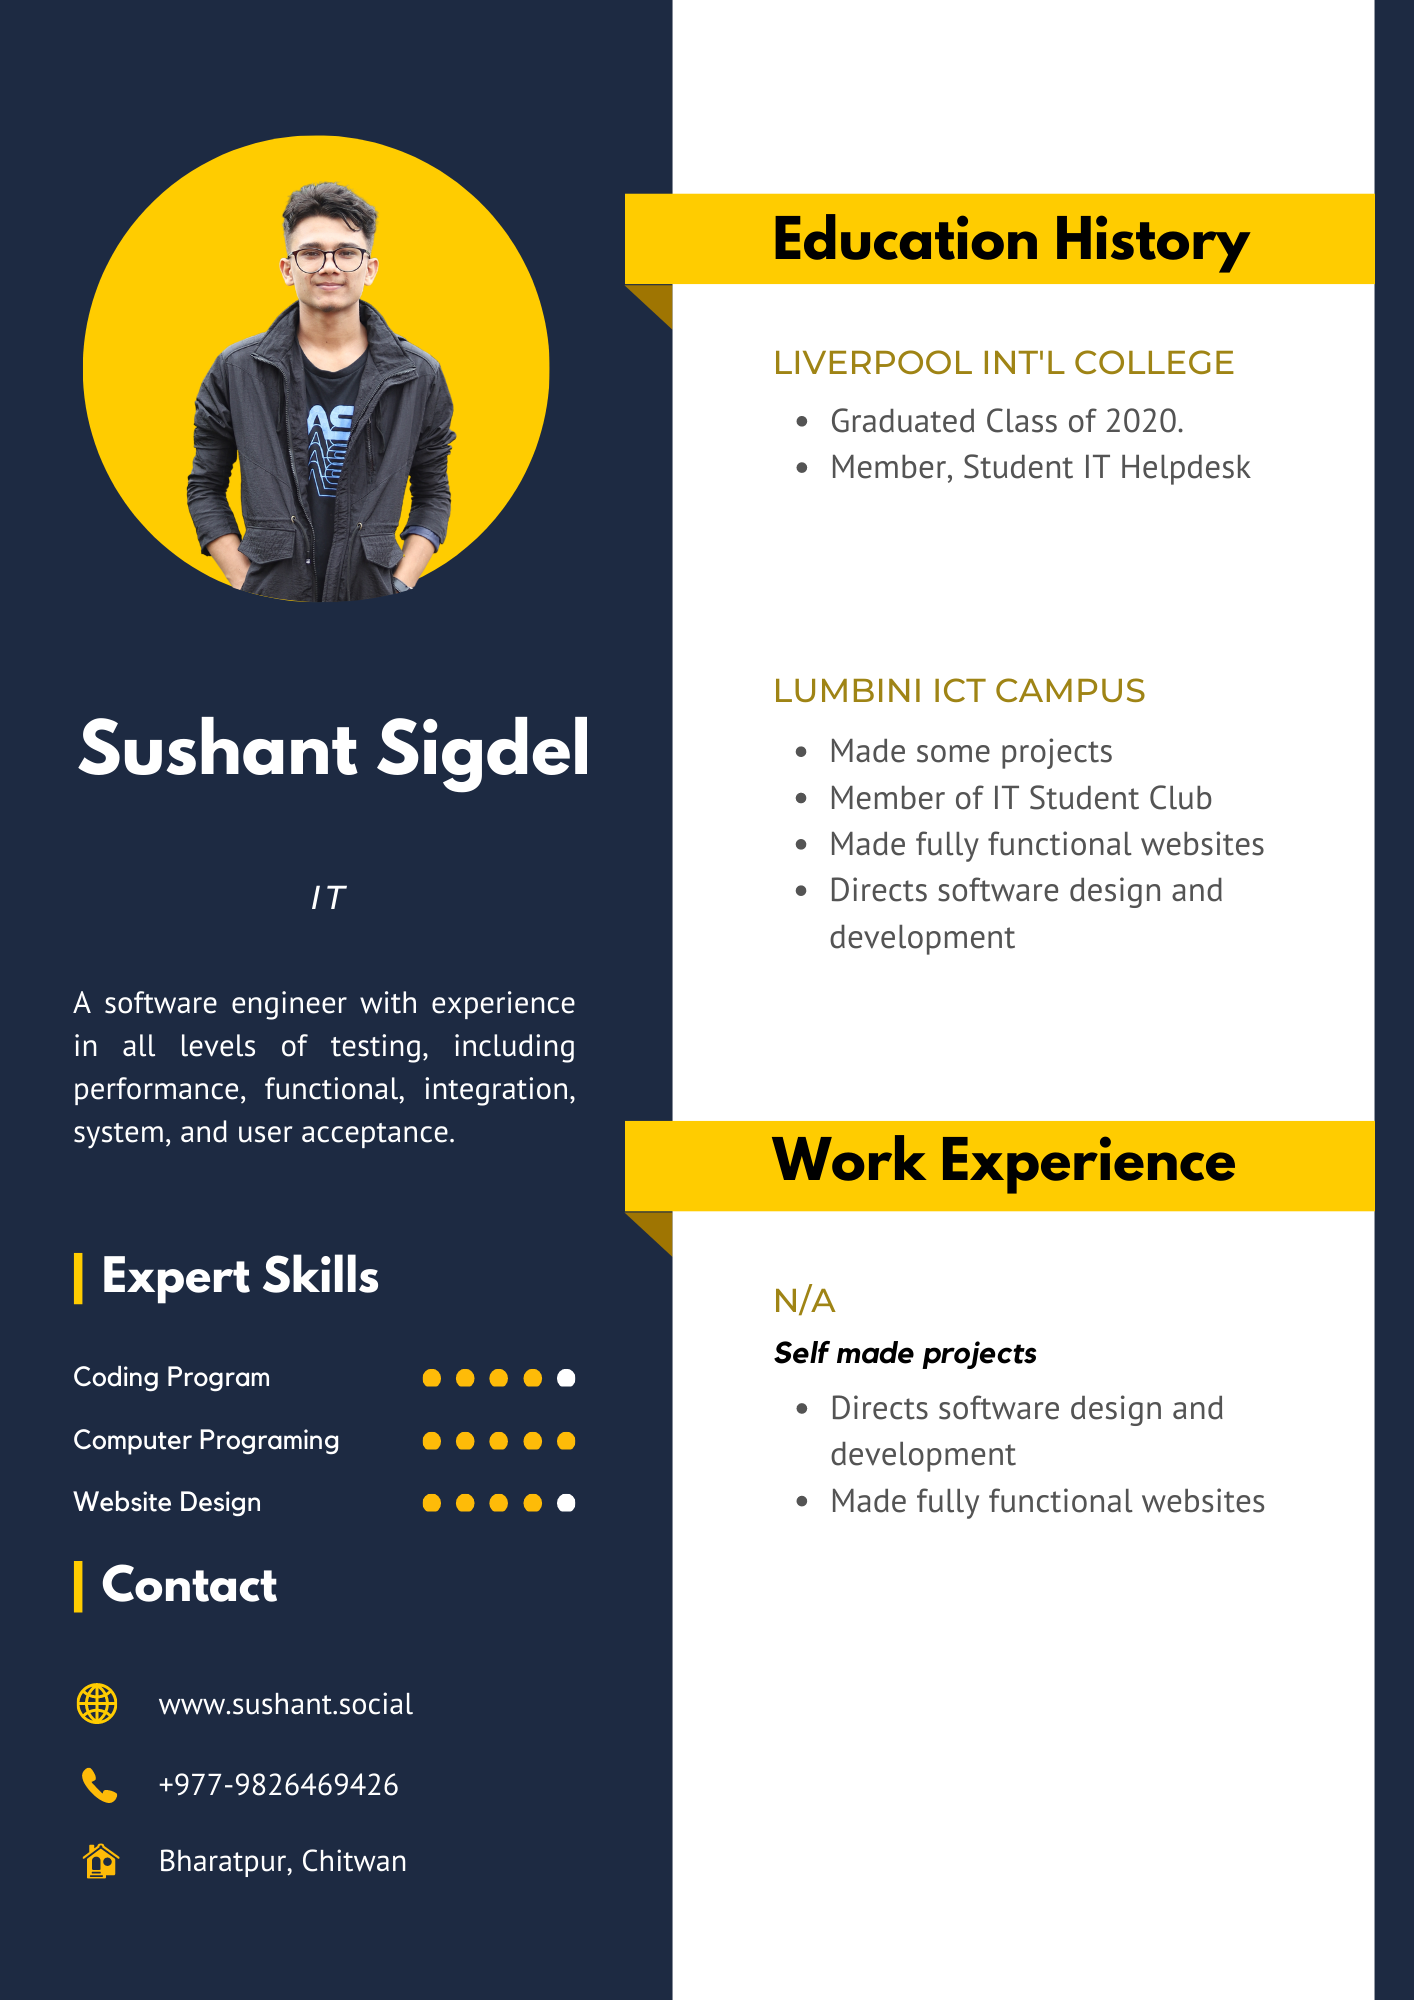 Sushant Sigdel
IT
A software engineer with experience
in all levels of testing, including
performance, functional, integration,
system, and user acceptance.
Expert Skills
Coding Program
Computer Programing
Website Design
Contact
www.sushant.social
+977-9826469426
Bharatpur, Chitwan
Education History
LIVERPOOL INT'L COLLEGE
Graduated Class of 2020.
Member, Student IT Helpdesk
LUMBINI ICT CAMPUS
Made some projects
Member of IT Student Club
Made fully functional websites
Directs software design and
development
Work Experience
N/A
Self made projects
Directs software design and
development
Made fully functional websites